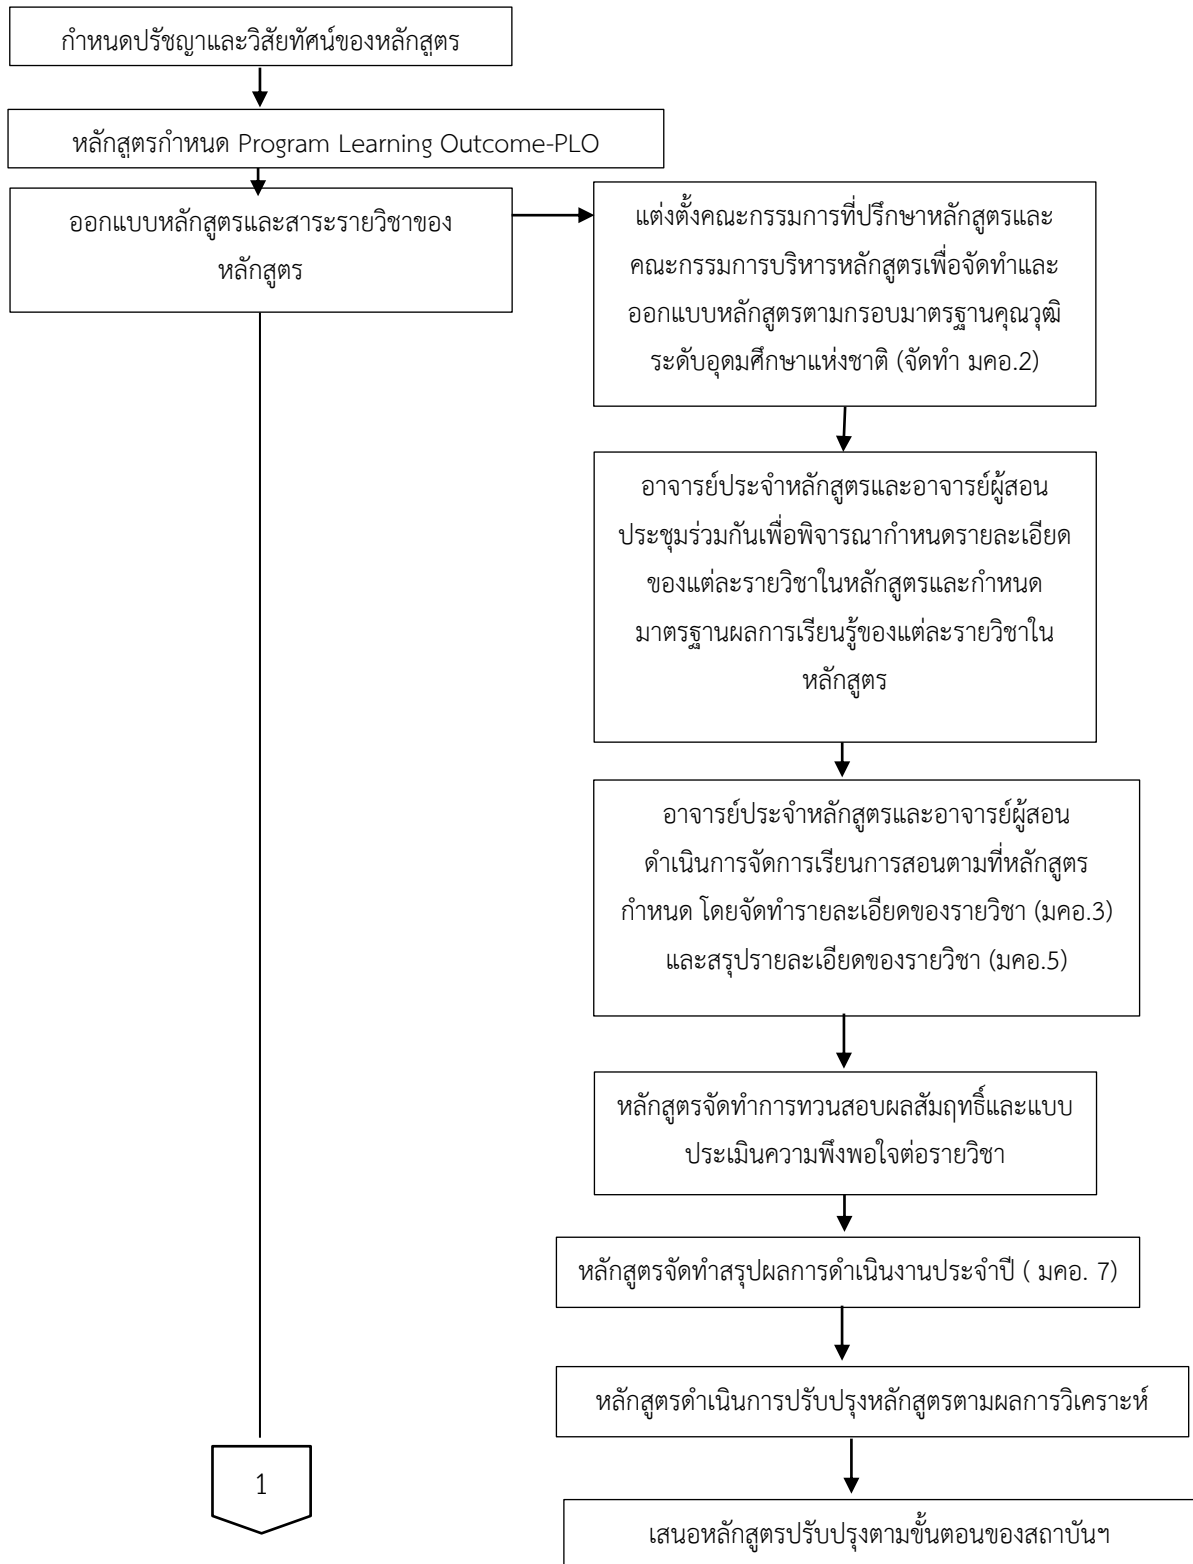 กำหนดปรัชญาและวิสัยทัศน์ของหลักสูตร
หลักสูตรกำหนด Program Learning Outcome-PLO
ออกแบบหลักสูตรและสาระรายวิชาของ
หลักสูตร
แต่งตั้งคณะกรรมการที่ปรึกษาหลักสูตรและ
คณะกรรมการบริหารหลักสูตรเพื่อจัดทำและ
ออกแบบหลักสูตรตามกรอบมาตรฐานคุณวุฒิ
ระดับอุดมศึกษาแห่งชาติ (จัดทำ มคอ.2)
อาจารย์ประจำหลักสูตรและอาจารย์ผู้สอน
ประชุมร่วมกันเพื่อพิจารณากำหนดรายละเอียด
ของแต่ละรายวิชาในหลักสูตรและกำหนด
มาตรฐานผลการเรียนรู้ของแต่ละรายวิชาใน
หลักสูตร
อาจารย์ประจำหลักสูตรและอาจารย์ผู้สอน
ดำเนินการจัดการเรียนการสอนตามที่หลักสูตร
กำหนด โดยจัดทำรายละเอียดของรายวิชา (มคอ.3)
และสรุปรายละเอียดของรายวิชา (มคอ.5)
หลักสูตรจัดทำการทวนสอบผลสัมฤทธิ์และแบบ
ประเมินความพึงพอใจต่อรายวิชา
หลักสูตรจัดทำสรุปผลการดำเนินงานประจำปี ( มคอ. 7)
หลักสูตรดำเนินการปรับปรุงหลักสูตรตามผลการวิเคราะห์
1
เสนอหลักสูตรปรับปรุงตามขั้นตอนของสถาบันฯ